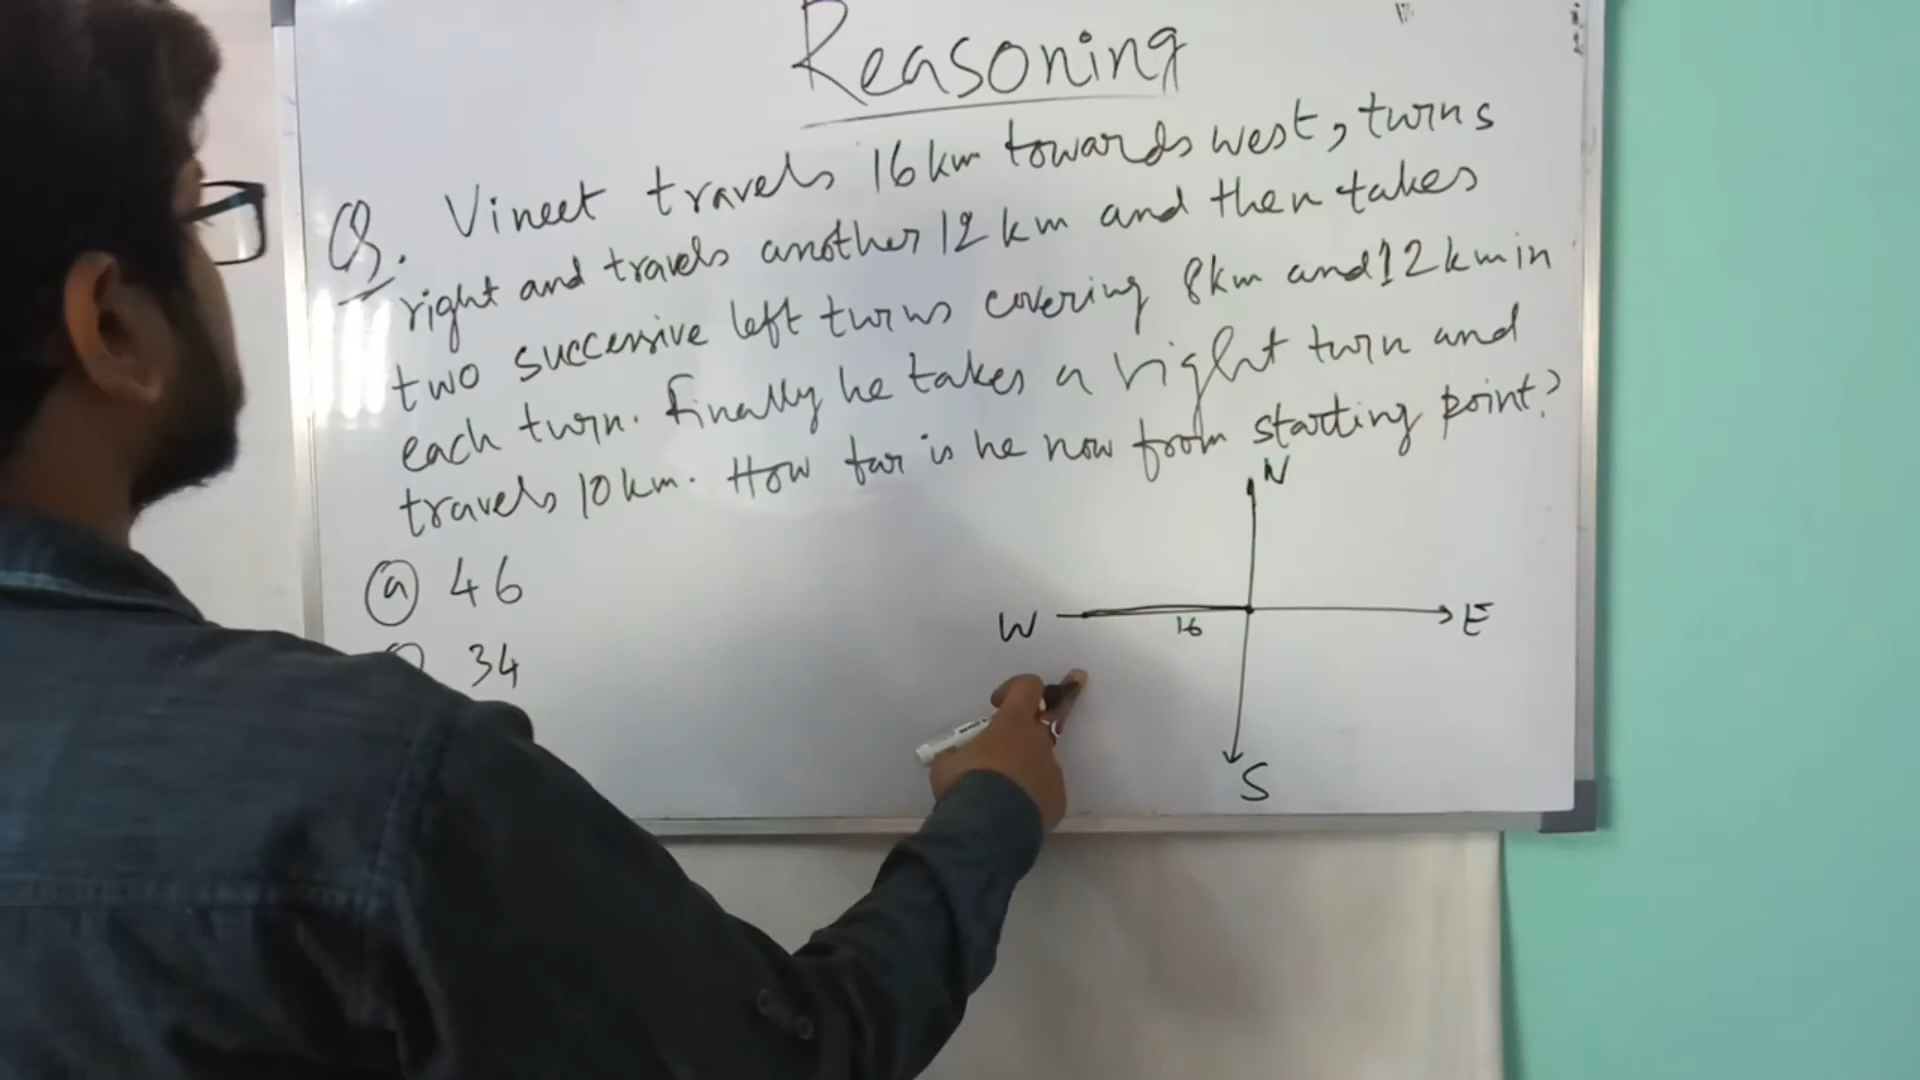 Reasoning
Q. Vineet travels 16km towards west, turns
right and travels another 12 km and then takes
two successive left turns covering 8km and 12km in
each turn. Finally he takes a right turn and
travels 10km. How far is he now from starting point?
N
a 46
W 16 E
34
S